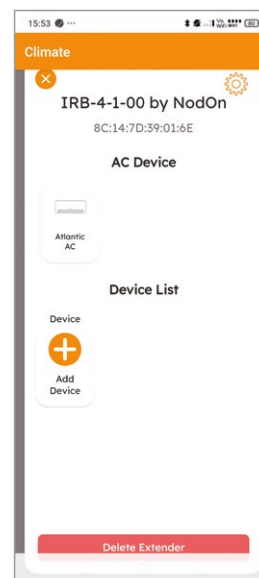 15:53
Climate
IRB-4-1-00 by NodOn
8C:14:7D:39:01:6E
AC Device
Atlantic
AC
Device List
Device
Add
Device
Delete Extender